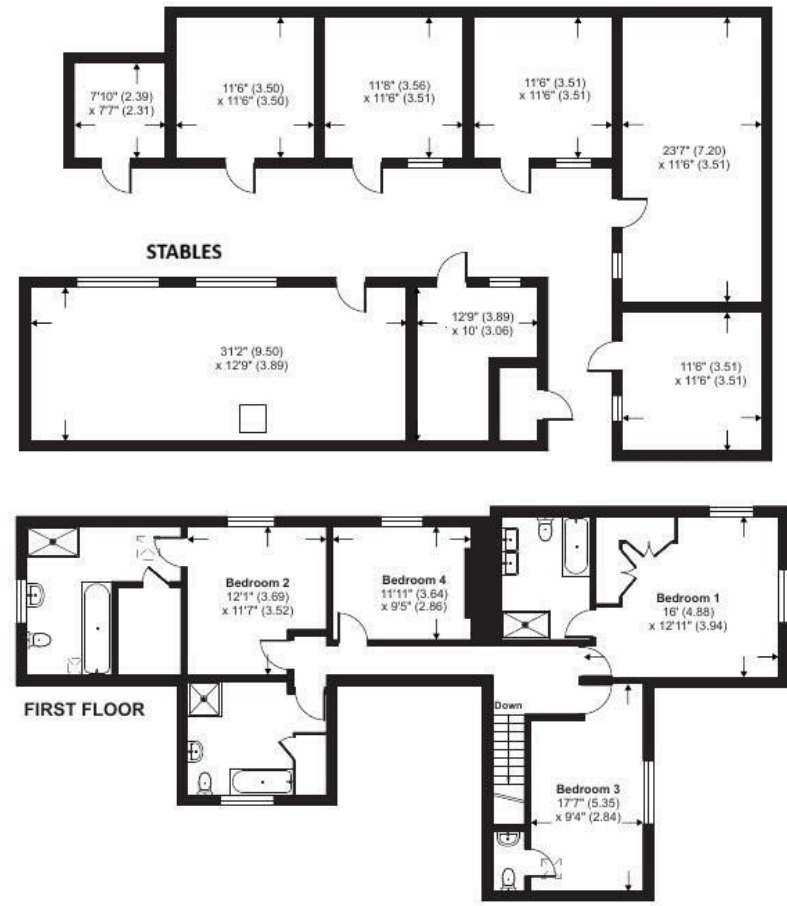 7'10" (2.39)
x 7'7" (2.31)
11'6" (3.50)
x 11'6" (3.50)
11'8" (3.56)
x 11'6" (3.51)
11'6" (3.51)
x 11'6" (3.51)
23'7" (7.20)
x 11'6" (3.51)
STABLES
31'2" (9.50)
x 12'9" (3.89)
12'9" (3.89)
x 10' (3.06)
11'6" (3.51)
x 11'6" (3.51)
Bedroom 2
12'1" (3.69)
x 11'7" (3.52)
Bedroom 4
11'11" (3.64)
x 9'5" (2.86)
Bedroom 1
16' (4.88)
x 12'11" (3.94)
FIRST FLOOR
Down
Bedroom 3
17'7" (5.35)
x 9'4" (2.84)